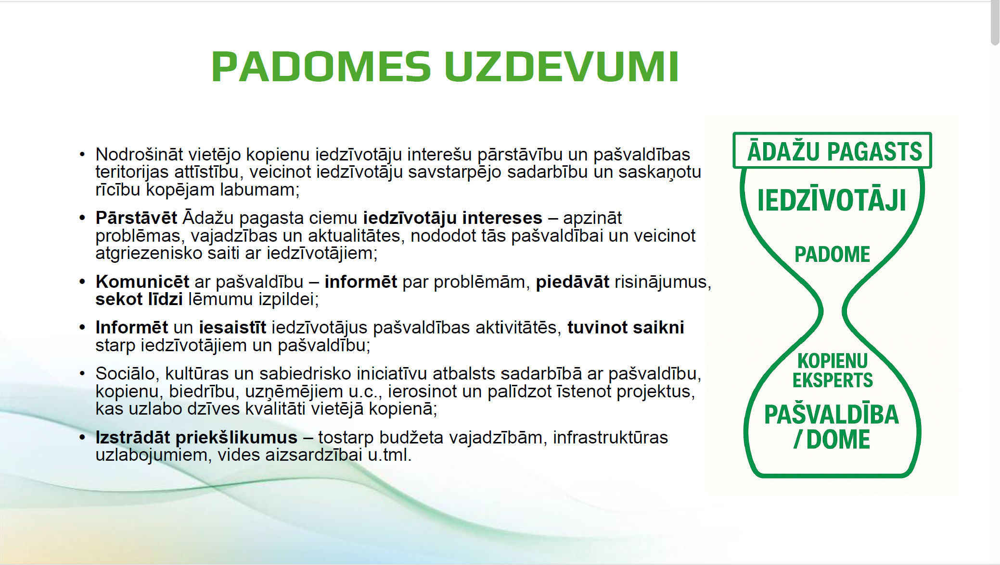 PADOMES UZDEVUMI
• Nodrošināt vietējo kopienu iedzīvotāju interešu pārstāvību un pašvaldības
teritorijas attīstību, veicinot iedzīvotāju savstarpējo sadarbību un saskaņotu
rīcību kopējam labumam;
• Pārstāvēt Ādažu pagasta ciemu iedzīvotāju intereses – apzināt
problēmas, vajadzības un aktualitātes, nododot tās pašvaldībai un veicinot
atgriezenisko saiti ar iedzīvotājiem;
• Komunicēt ar pašvaldību – informēt par problēmām, piedāvāt risinājumus,
sekot līdzi lēmumu izpildei;
• Informēt un iesaistīt iedzīvotājus pašvaldības aktivitātēs, tuvinot saikni
starp iedzīvotājiem un pašvaldību;
• Sociālo, kultūras un sabiedrisko iniciatīvu atbalsts sadarbībā ar pašvaldību,
kopienu, biedrību, uzņēmējiem u.c., ierosinot un palīdzot īstenot projektus,
kas uzlabo dzīves kvalitāti vietējā kopienā;
• Izstrādāt priekšlikumus – tostarp budžeta vajadzībām, infrastruktūras
uzlabojumiem, vides aizsardzībai u.tml.
ĀDAŽU PAGASTS
IEDZĪVOTĀJI
PADOME
KOPIENU
EKSPERTS
PAŠVALDĪBA
/ DOME